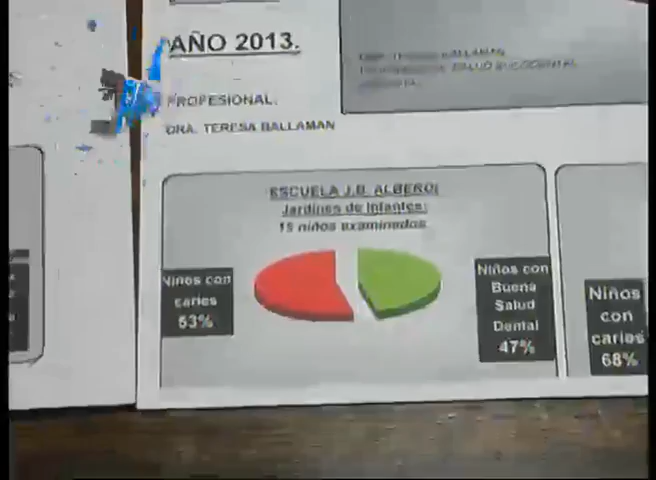 AÑO 2013.
PROFESIONAL.
DRA. TERESA BALLAMAN
ESCUELA J.B. ALBERDI
Jardines de Infantes:
15 niños examinados
Niños con
caries
53%
Niños con
Buena
Salud
Dental
47%
Niños
con
caries
68%